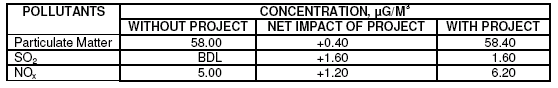 POLLUTANTS CONCENTRATION, µG/M³
WITHOUT PROJECT NET IMPACT OF PROJECT WITH PROJECT
Particulate Matter 58.00 +0.40 58.40
SO₂ BDL +1.60 1.60
NOₓ 5.00 +1.20 6.20